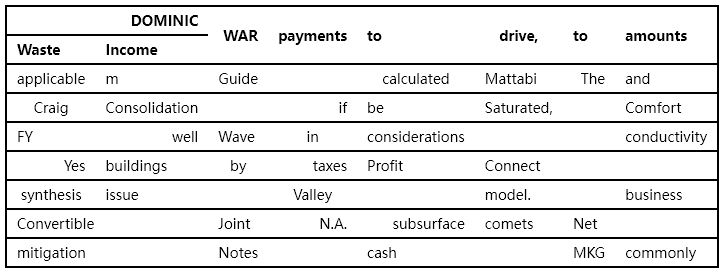 DOMINIC WAR payments to drive, to amounts
Waste Income
applicable m Guide calculated Mattabi The and
Craig Consolidation if be Saturated, Comfort
FY well Wave in considerations conductivity
Yes buildings by taxes Profit Connect
synthesis issue Valley model. business
Convertible Joint N.A. subsurface comets Net
mitigation Notes cash MKG commonly